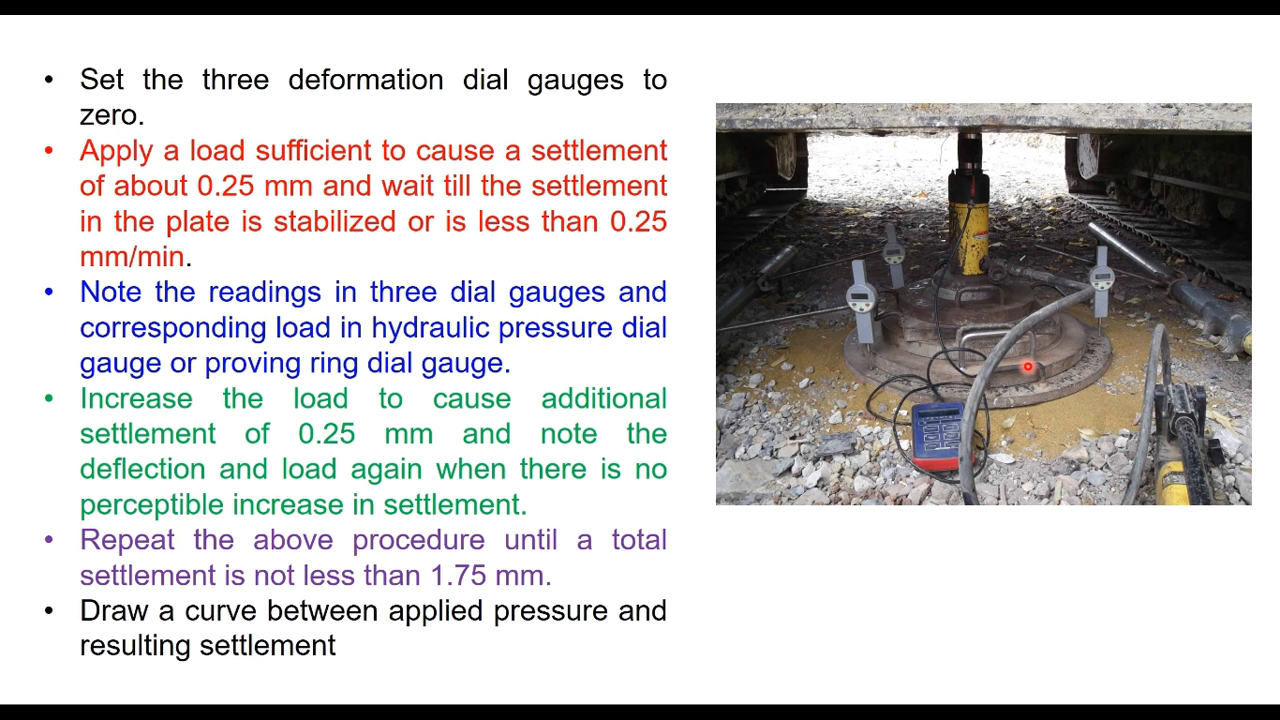 • Set the three deformation dial gauges to
zero.
• Apply a load sufficient to cause a settlement
of about 0.25 mm and wait till the settlement
in the plate is stabilized or is less than 0.25
mm/min.
• Note the readings in three dial gauges and
corresponding load in hydraulic pressure dial
gauge or proving ring dial gauge.
• Increase the load to cause additional
settlement of 0.25 mm and note the
deflection and load again when there is no
perceptible increase in settlement.
• Repeat the above procedure until a total
settlement is not less than 1.75 mm.
• Draw a curve between applied pressure and
resulting settlement